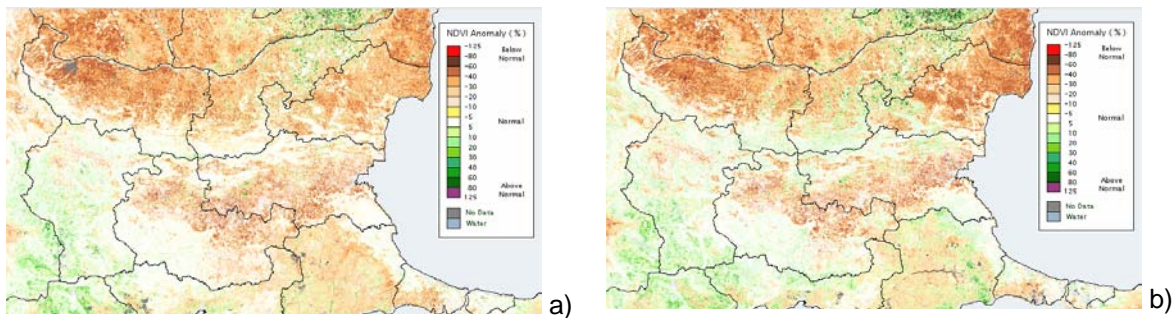 NDVI Anomaly (%)
-125
-80
-60
-40
-30
-20
-10
-5
5
10
20
30
40
60
80
125
Below
Normal
Normal
Above
Normal
No Data
Water
a)
NDVI Anomaly (%)
-125
-80
+60
-40
-30
-20
-10
-5
5
10
20
30
40
60
80
125
Below
Normal
Normal
Above
Normal
No Data
Water
b)